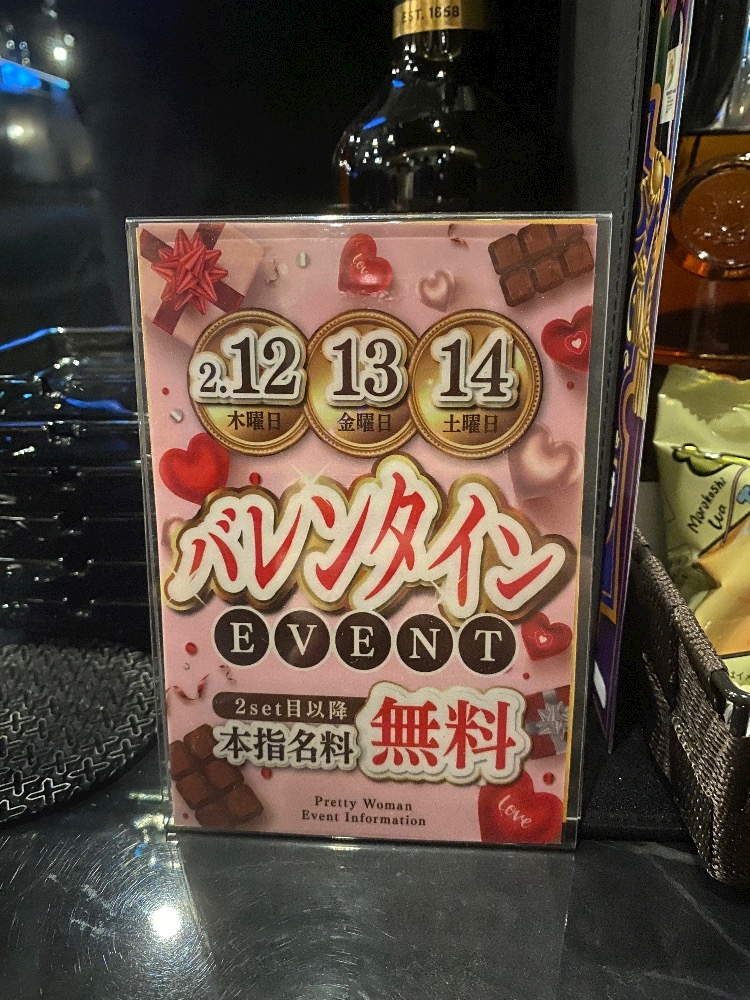 EST. 1858
2.12
13
14
木曜日
金曜日
土曜日
love
バレンタイン
EVENT
2set目以降
本指名料
無料
Love
Pretty Woman
Event Information